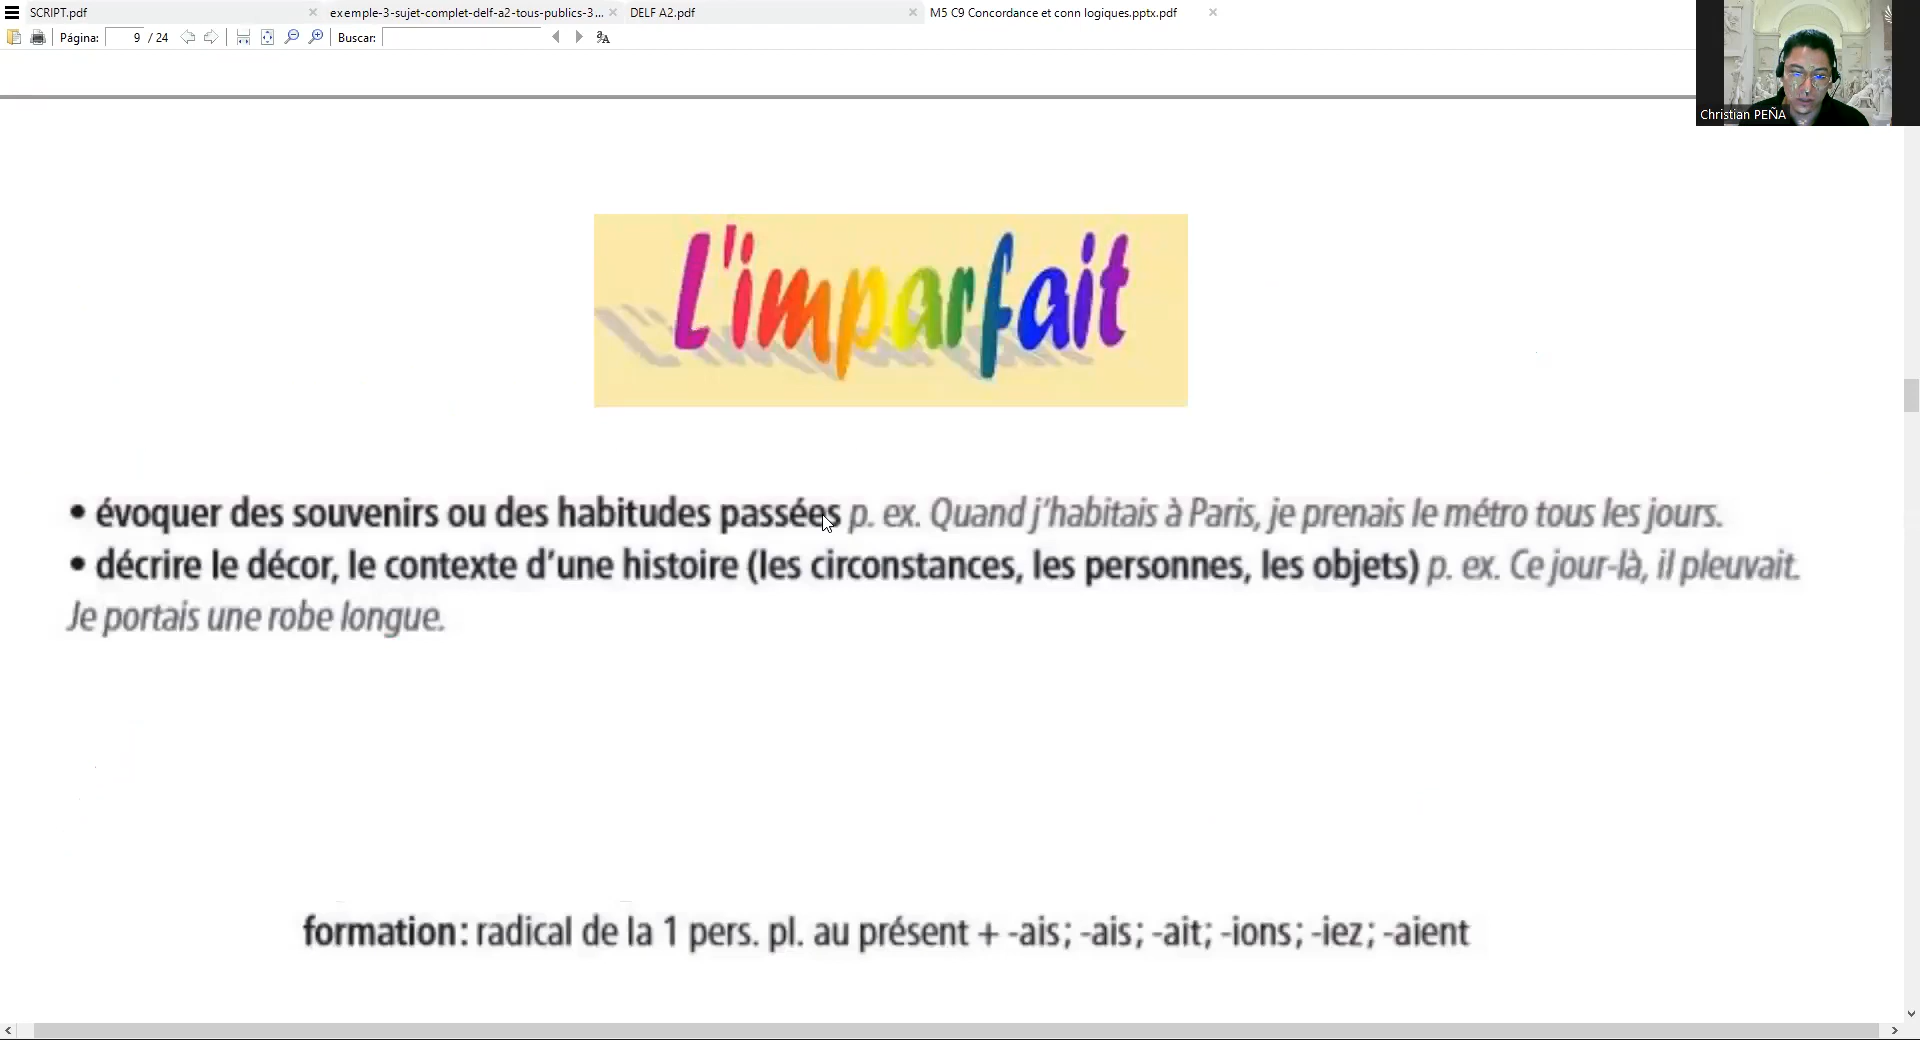 SCRIPT.pdf
exemple-3-sujet-complet-delf-a2-tous-publics-3...
DELF A2.pdf
M5 C9 Concordance et conn logiques.pptx.pdf
Página: 9 / 24
Buscar:
Christian PEÑA
L'imparfait
• évoquer des souvenirs ou des habitudes passées p. ex. Quand j'habitais à Paris, je prenais le métro tous les jours.
• décrire le décor, le contexte d'une histoire (les circonstances, les personnes, les objets) p. ex. Ce jour-là, il pleuvait.
Je portais une robe longue.
formation: radical de la 1 pers. pl. au présent + -ais; -ais; -ait; -ions; -iez; -aient